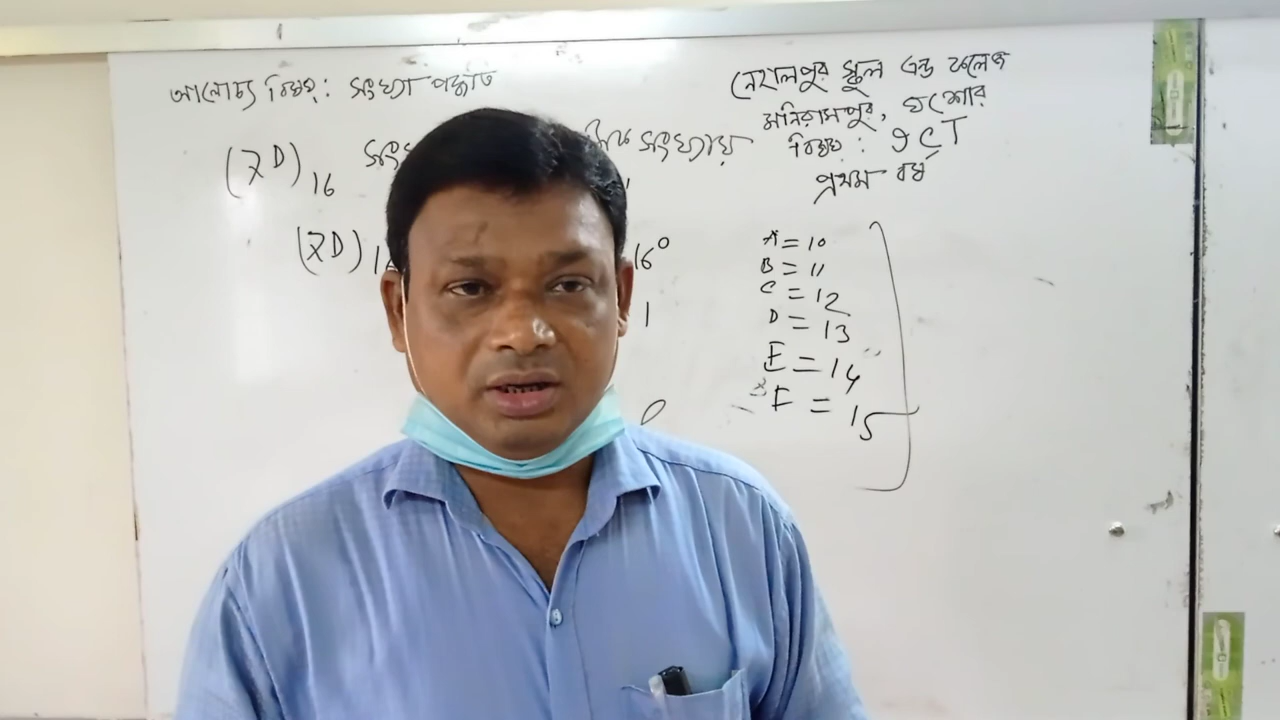 আলোচ্য বিষয়: সংখ্যা পদ্ধতি
নেহালপুর স্কুল এন্ড কলেজ
মনিরামপুর, যশোর
বিষয়: ICT
প্রথম বর্ষ
(7D)16 সংখ্যায়
(7D) 16⁰
1
A = 10
B = 11
C = 12
D = 13
E = 14
F = 15